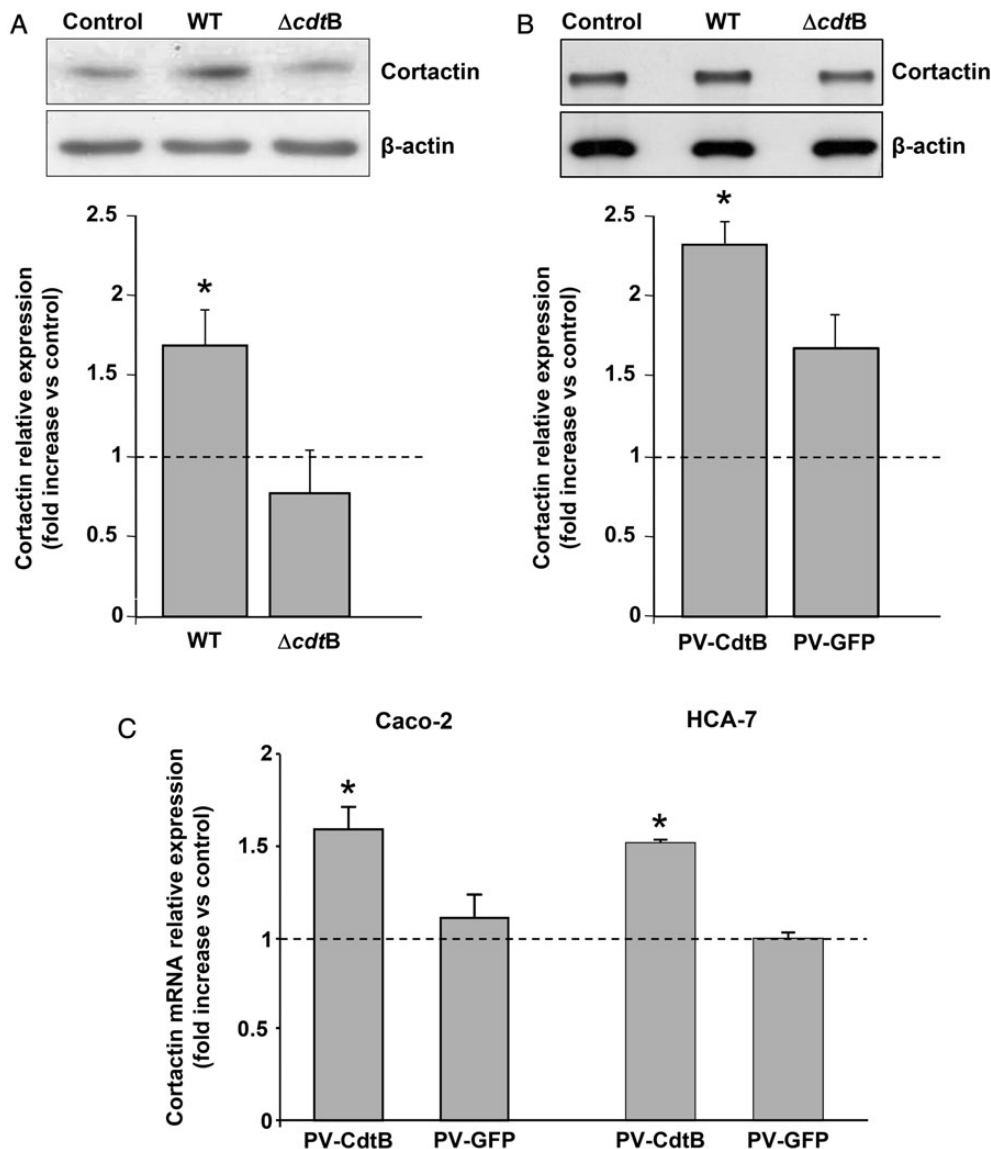 A
Control WT ΔcdtB
Cortactin
β-actin
Cortactin relative expression
(fold increase vs control)
2.5
2
1.5
1
0.5
0
*
WT ΔcdtB
B
Control WT ΔcdtB
Cortactin
β-actin
Cortactin relative expression
(fold increase vs control)
2.5
2
1.5
1
0.5
0
*
PV-CdtB PV-GFP
C
Caco-2 HCA-7
Cortactin mRNA relative expression
(fold increase vs control)
2
1.5
1
0.5
0
* *
PV-CdtB PV-GFP PV-CdtB PV-GFP